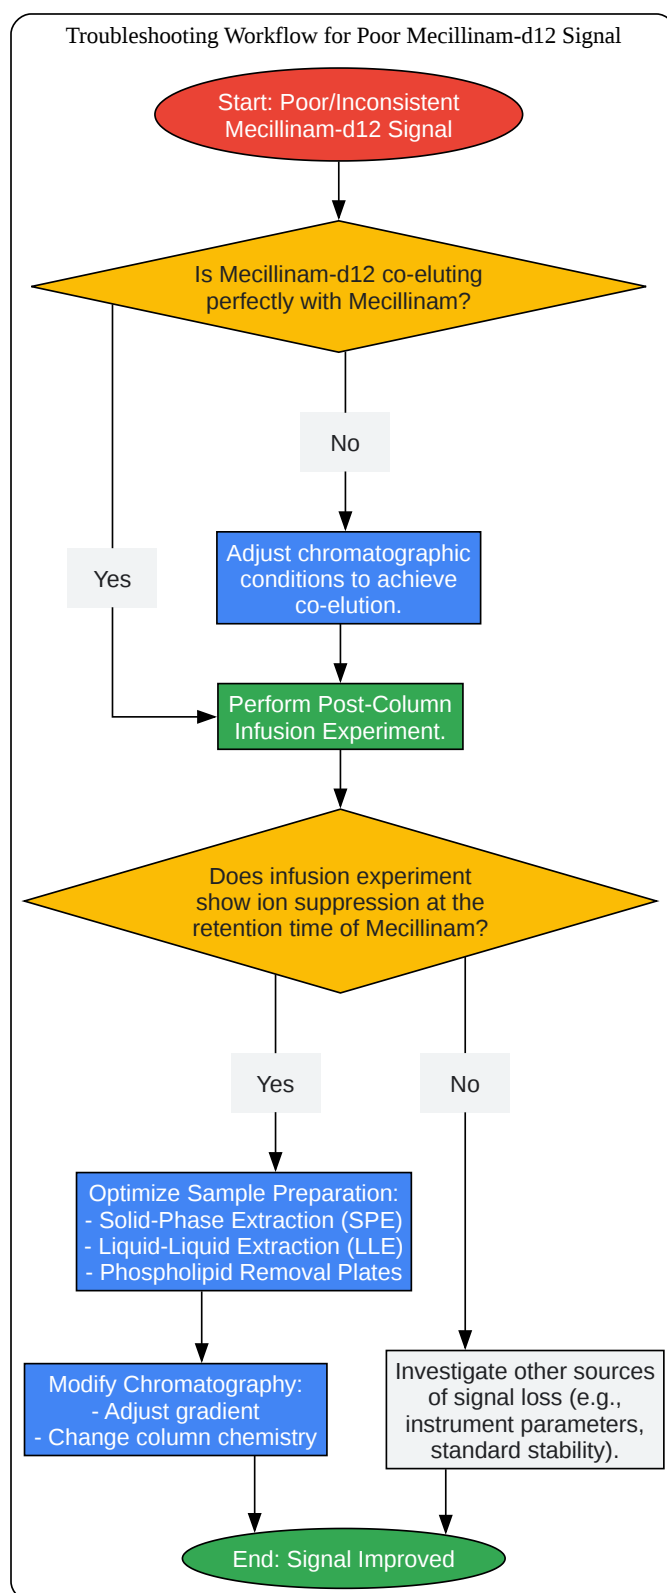 Troubleshooting Workflow for Poor Mecillinam-d12 Signal
Start: Poor/Inconsistent
Mecillinam-d12 Signal
Is Mecillinam-d12 co-eluting
perfectly with Mecillinam?
No
Yes
Adjust chromatographic
conditions to achieve
co-elution.
Perform Post-Column
Infusion Experiment.
Does infusion experiment
show ion suppression at the
retention time of Mecillinam?
Yes
No
Optimize Sample Preparation:
- Solid-Phase Extraction (SPE)
- Liquid-Liquid Extraction (LLE)
- Phospholipid Removal Plates
Modify Chromatography:
- Adjust gradient
- Change column chemistry
Investigate other sources
of signal loss (e.g.,
instrument parameters,
standard stability).
End: Signal Improved